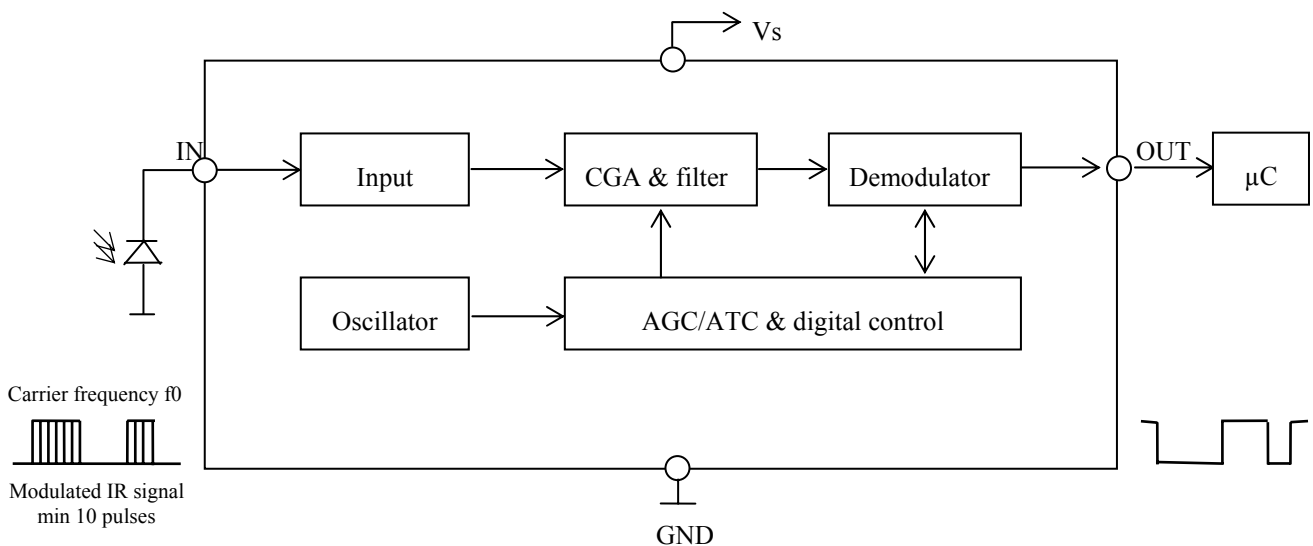 Vs
IN
OUT
Input
CGA & filter
Demodulator
µC
Oscillator
AGC/ATC & digital control
Carrier frequency f0
Modulated IR signal
min 10 pulses
GND